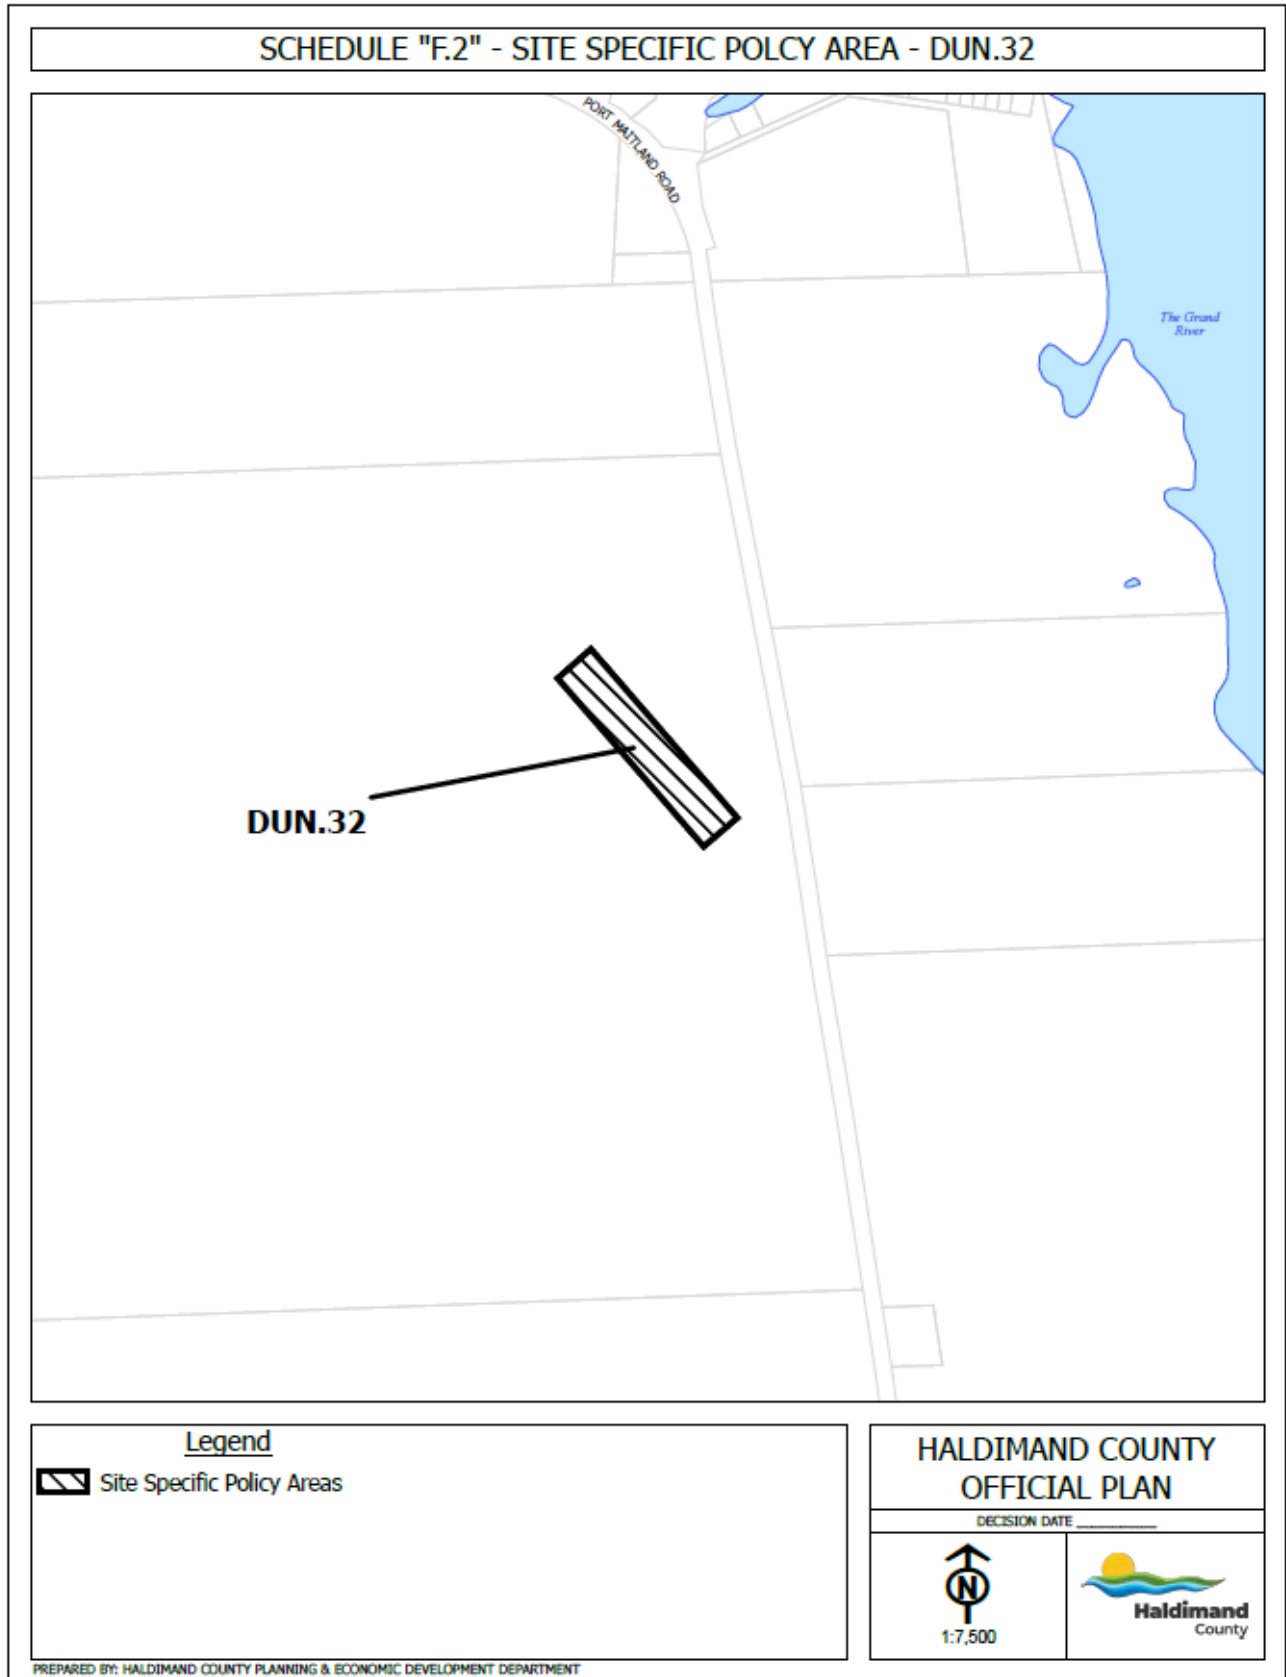 SCHEDULE "F.2" - SITE SPECIFIC POLCY AREA - DUN.32
PORT MAITLAND ROAD
The Grand
River
DUN.32
Legend
Site Specific Policy Areas
HALDIMAND COUNTY
OFFICIAL PLAN
DECISION DATE __________
N
1:7,500
Haldimand
County
PREPARED BY: HALDIMAND COUNTY PLANNING & ECONOMIC DEVELOPMENT DEPARTMENT